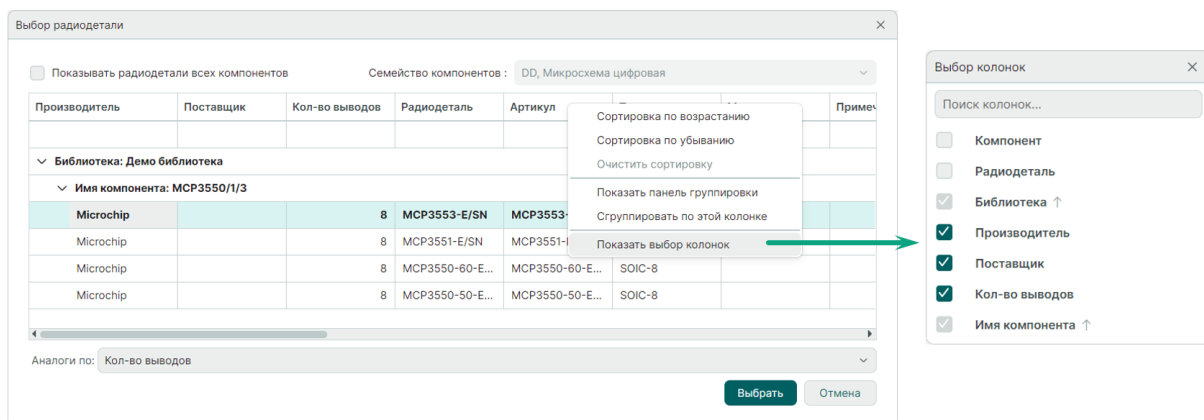 Выбор радиодетали
Показывать радиодетали всех компонентов Семейство компонентов : DD, Микросхема цифровая
Производитель Поставщик Кол-во выводов Радиодеталь Артикул Примеч
Библиотека: Демо библиотека
Имя компонента: MCP3550/1/3
Microchip 8 MCP3553-E/SN MCP3553-
Microchip 8 MCP3551-E/SN MCP3551-
Microchip 8 MCP3550-60-E... MCP3550-60-E... SOIC-8
Microchip 8 MCP3550-50-E... MCP3550-50-E... SOIC-8
Аналоги по: Кол-во выводов
Выбрать Отмена
Сортировка по возрастанию
Сортировка по убыванию
Очистить сортировку
Показать панель группировки
Сгруппировать по этой колонке
Показать выбор колонок
Выбор колонок
Поиск колонок...
Компонент
Радиодеталь
Библиотека ↑
Производитель
Поставщик
Кол-во выводов
Имя компонента ↑